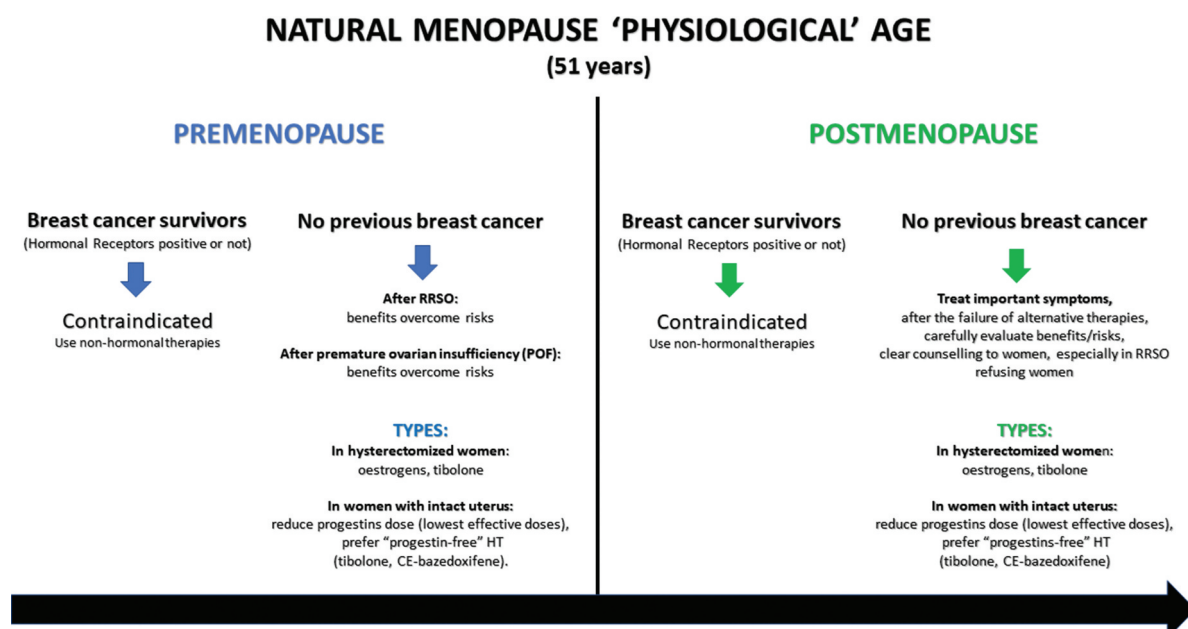 NATURAL MENOPAUSE ‘PHYSIOLOGICAL’ AGE
(51 years)
PREMENOPAUSE
Breast cancer survivors
(Hormonal Receptors positive or not)
Contraindicated
Use non-hormonal therapies
No previous breast cancer
After RRSO:
benefits overcome risks
After premature ovarian insufficiency (POF):
benefits overcome risks
TYPES:
In hysterectomized women:
oestrogens, tibolone
In women with intact uterus:
reduce progestins dose (lowest effective doses),
prefer “progestin-free” HT
(tibolone, CE-bazedoxifene).
POSTMENOPAUSE
Breast cancer survivors
(Hormonal Receptors positive or not)
Contraindicated
Use non-hormonal therapies
No previous breast cancer
Treat important symptoms,
after the failure of alternative therapies,
carefully evaluate benefits/risks,
clear counselling to women, especially in RRSO
refusing women
TYPES:
In hysterectomized women:
oestrogens, tibolone
In women with intact uterus:
reduce progestins dose (lowest effective doses),
prefer “progestins-free” HT
(tibolone, CE-bazedoxifene)